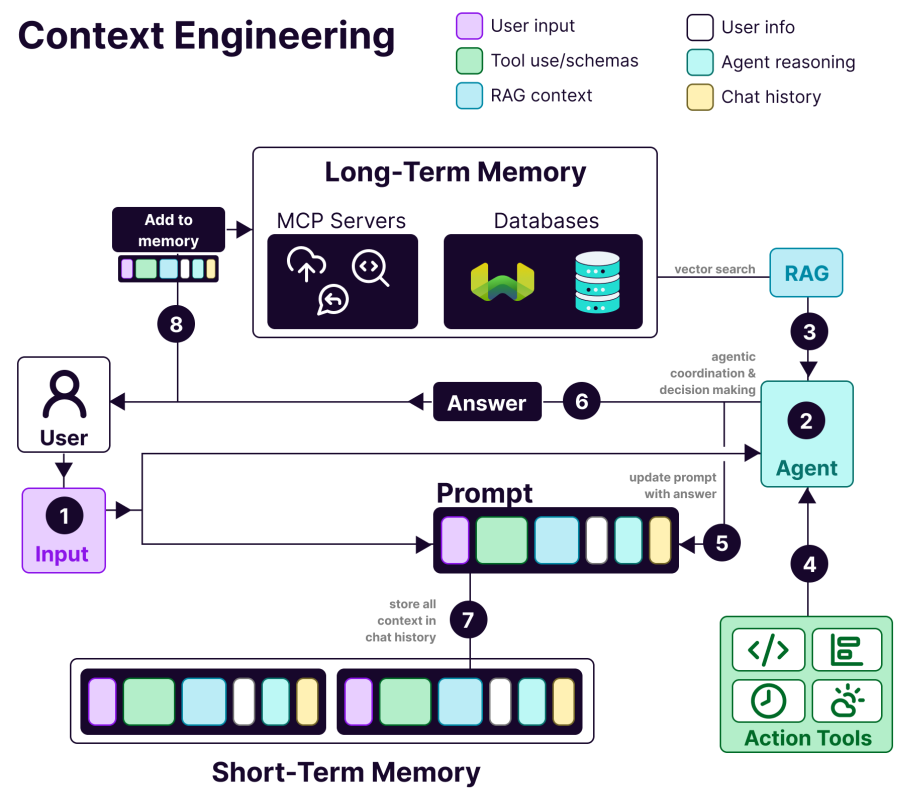 Context Engineering
User input
Tool use/schemas
RAG context
User info
Agent reasoning
Chat history
Long-Term Memory
MCP Servers
Databases
Add to
memory
vector search
RAG
8
3
agentic
coordination &
decision making
User
Answer
6
2
Agent
1
Input
Prompt
update prompt
with answer
5
4
store all
context in
chat history
7
Action Tools
Short-Term Memory